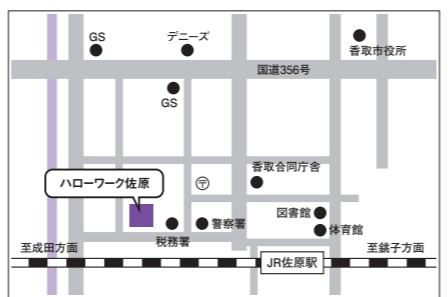 GS
デニーズ
香取市役所
国道356号
GS
香取合同庁舎
ハローワーク佐原
〒
図書館
警察署
体育館
税務署
至成田方面
至銚子方面
JR佐原駅